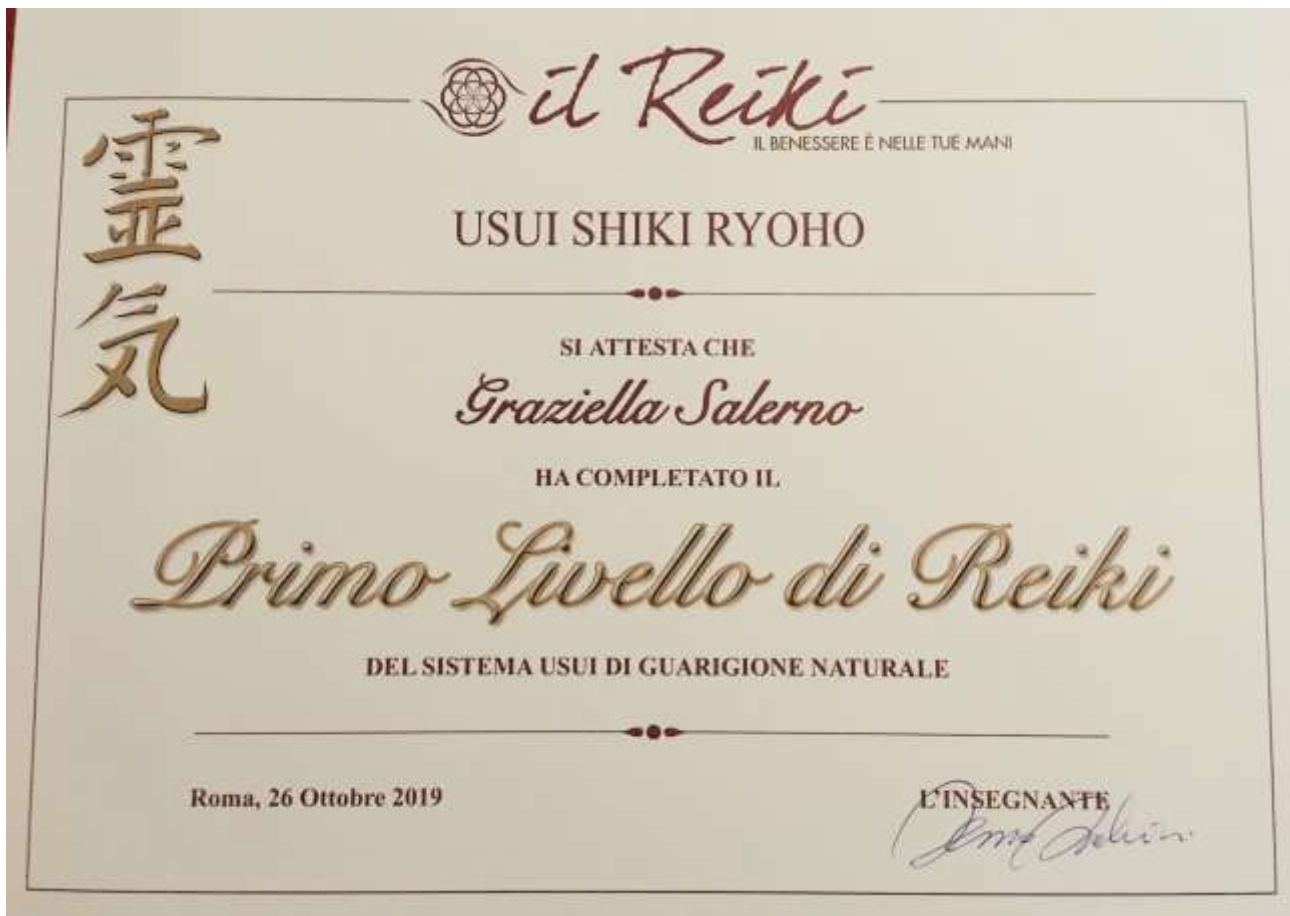 il Reiki
IL BENESSERE È NELLE TUE MANI
靈
気
USUI SHIKI RYOHO
SI ATTESTA CHE
Graziella Salerno
HA COMPLETATO IL
Primo Livello di Reiki
DEL SISTEMA USUI DI GUARIGIONE NATURALE
Roma, 26 Ottobre 2019
L'INSEGNANTE